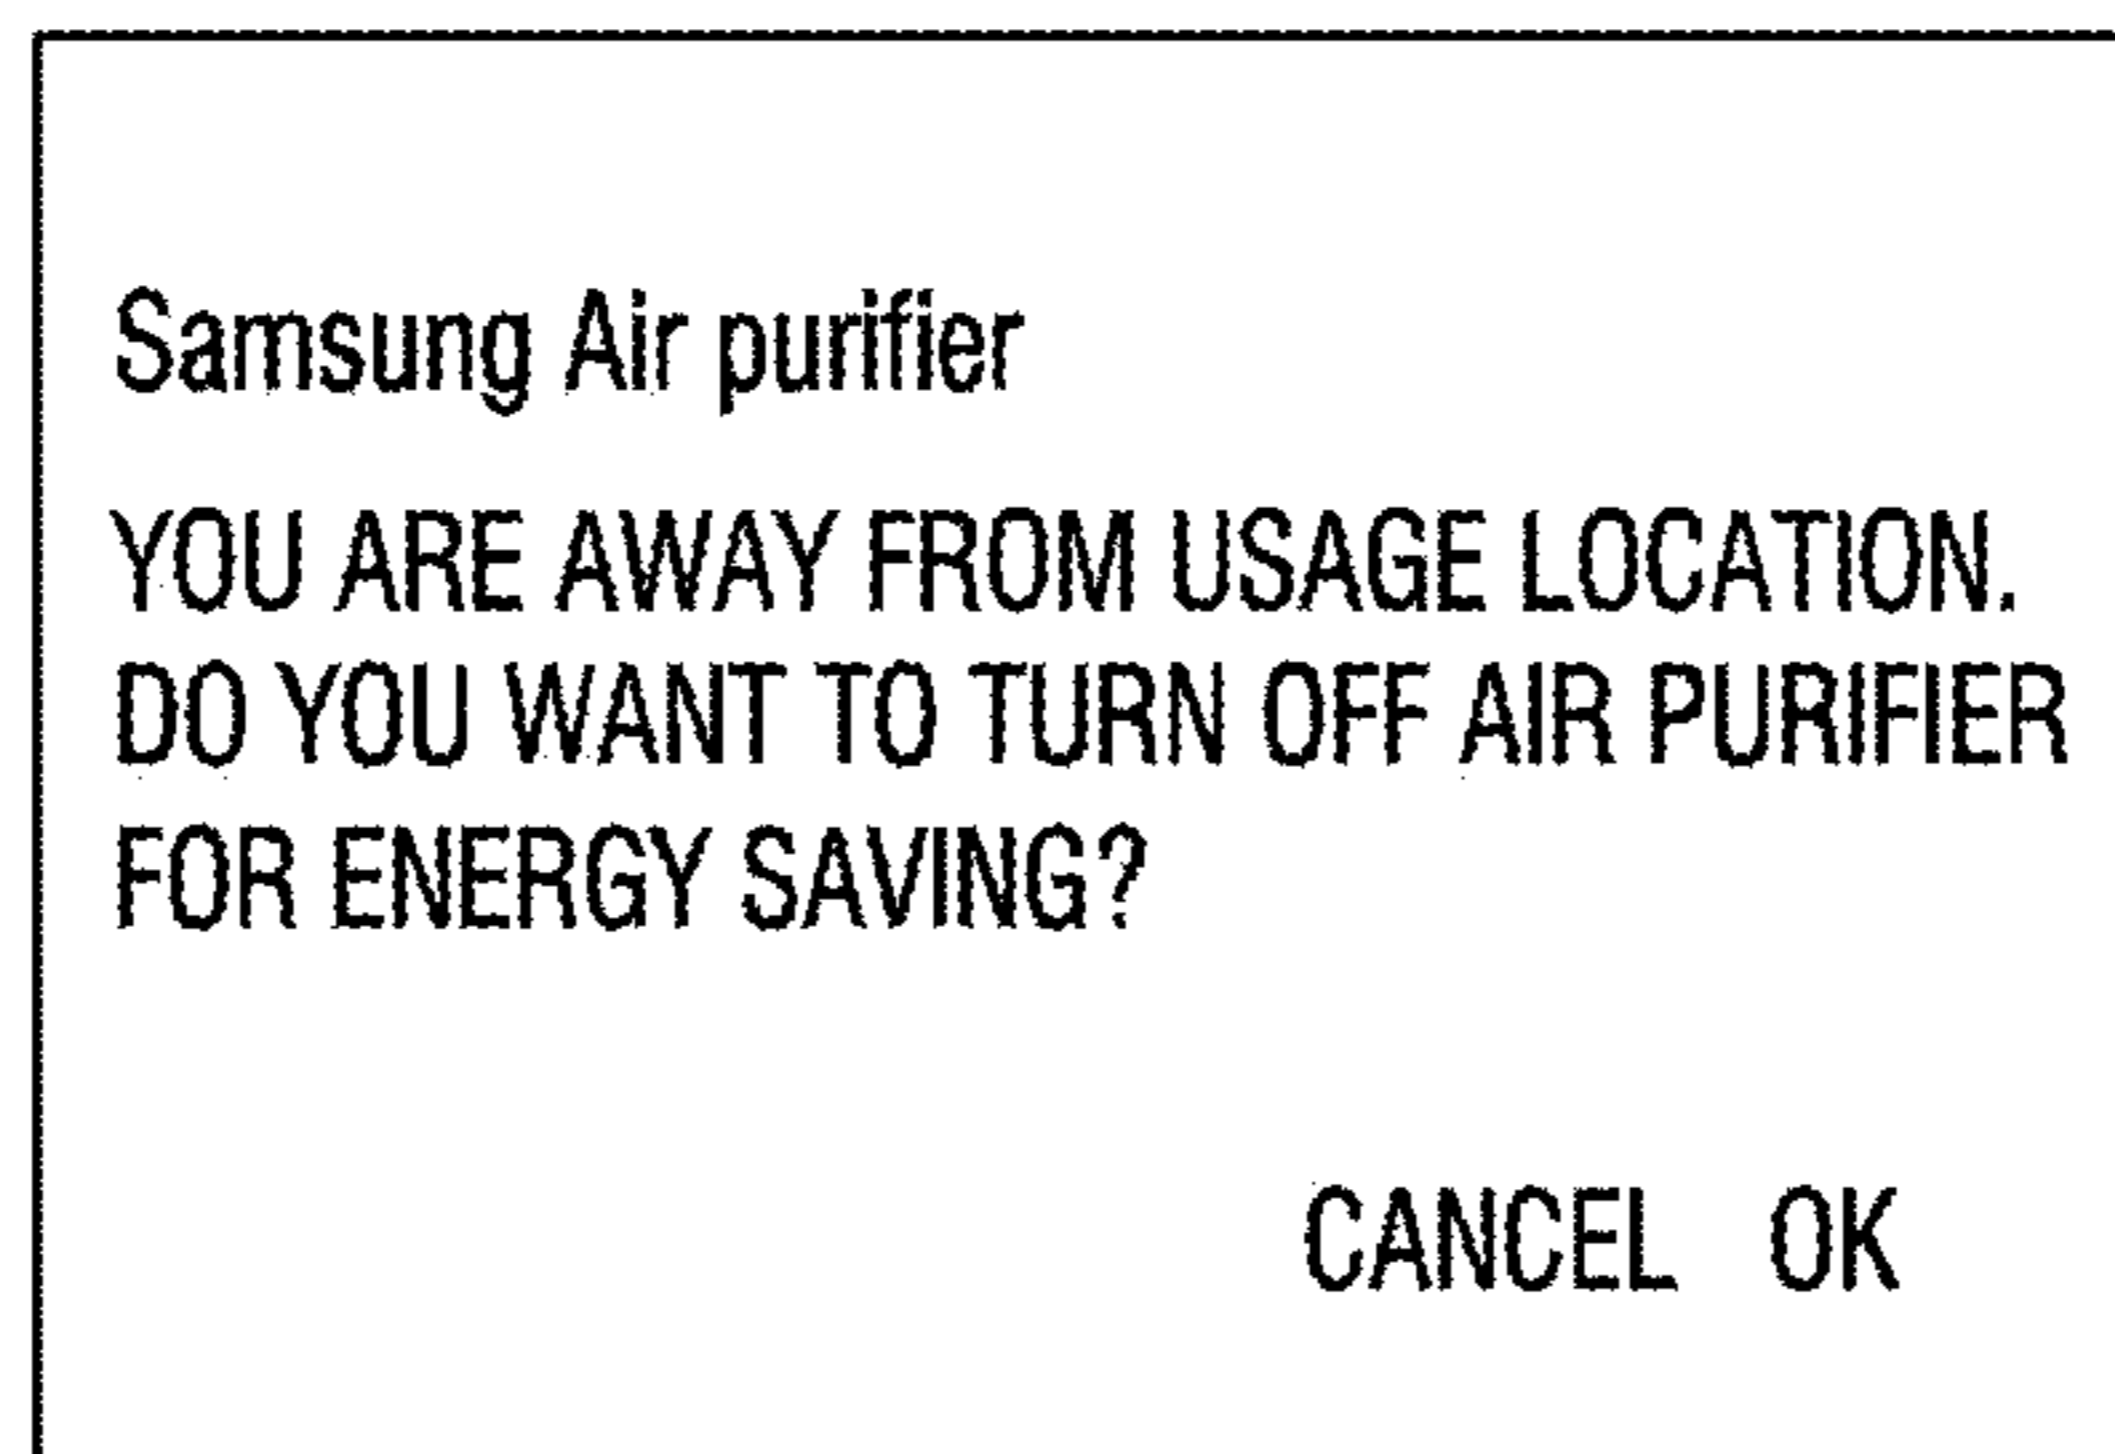 Samsung Air purifier
YOU ARE AWAY FROM USAGE LOCATION.
DO YOU WANT TO TURN OFF AIR PURIFIER
FOR ENERGY SAVING?
CANCEL OK